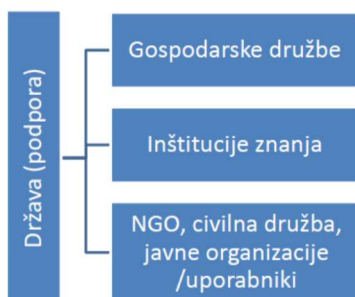 Država (podpora)
Gospodarske družbe
Inštitucije znanja
NGO, civilna družba,
javne organizacije
/uporabniki